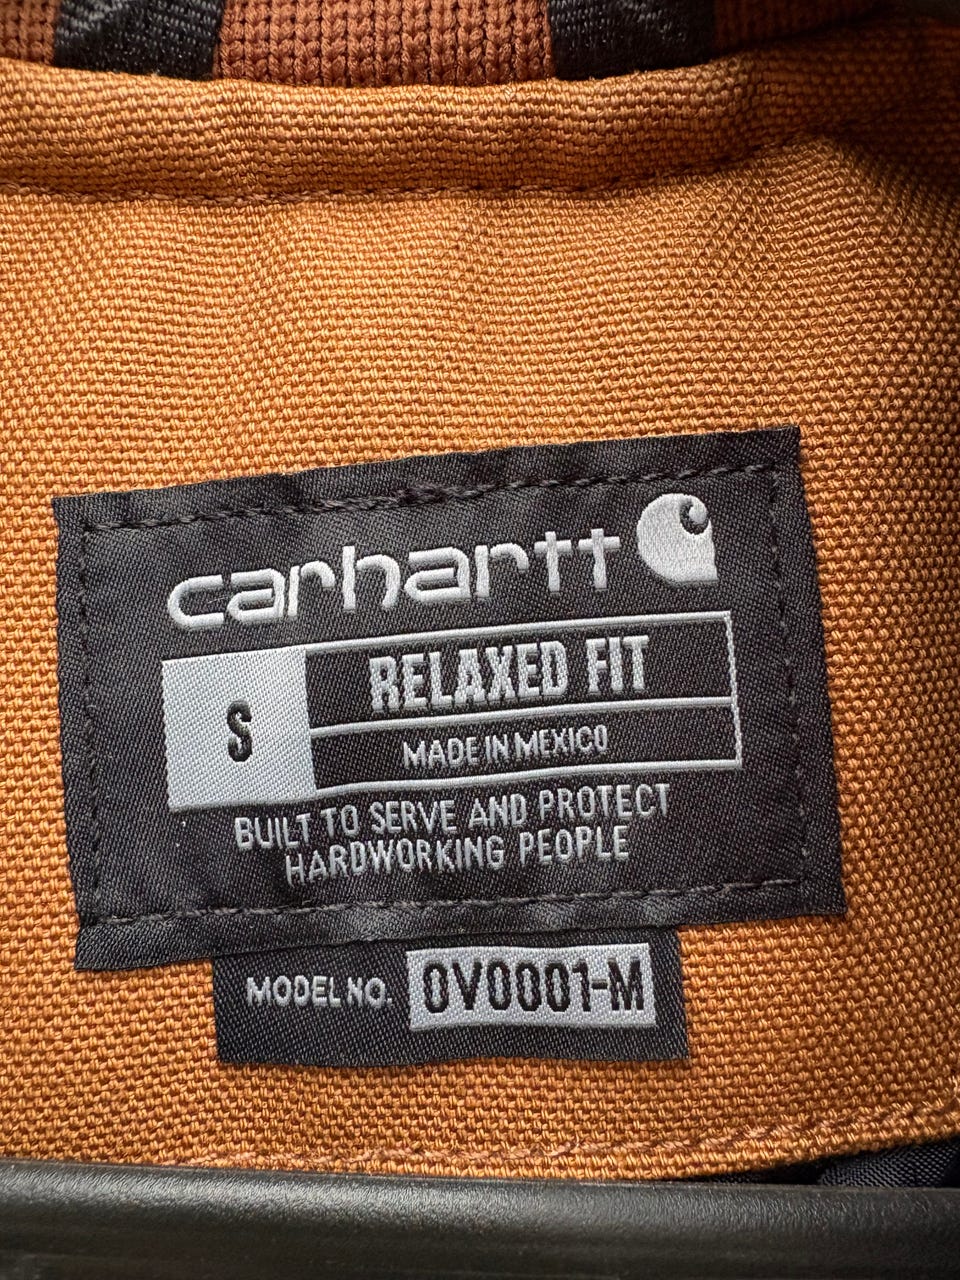 carhartt
S
RELAXED FIT
MADE IN MEXICO
BUILT TO SERVE AND PROTECT
HARDWORKING PEOPLE
MODEL NO. OV0001-M